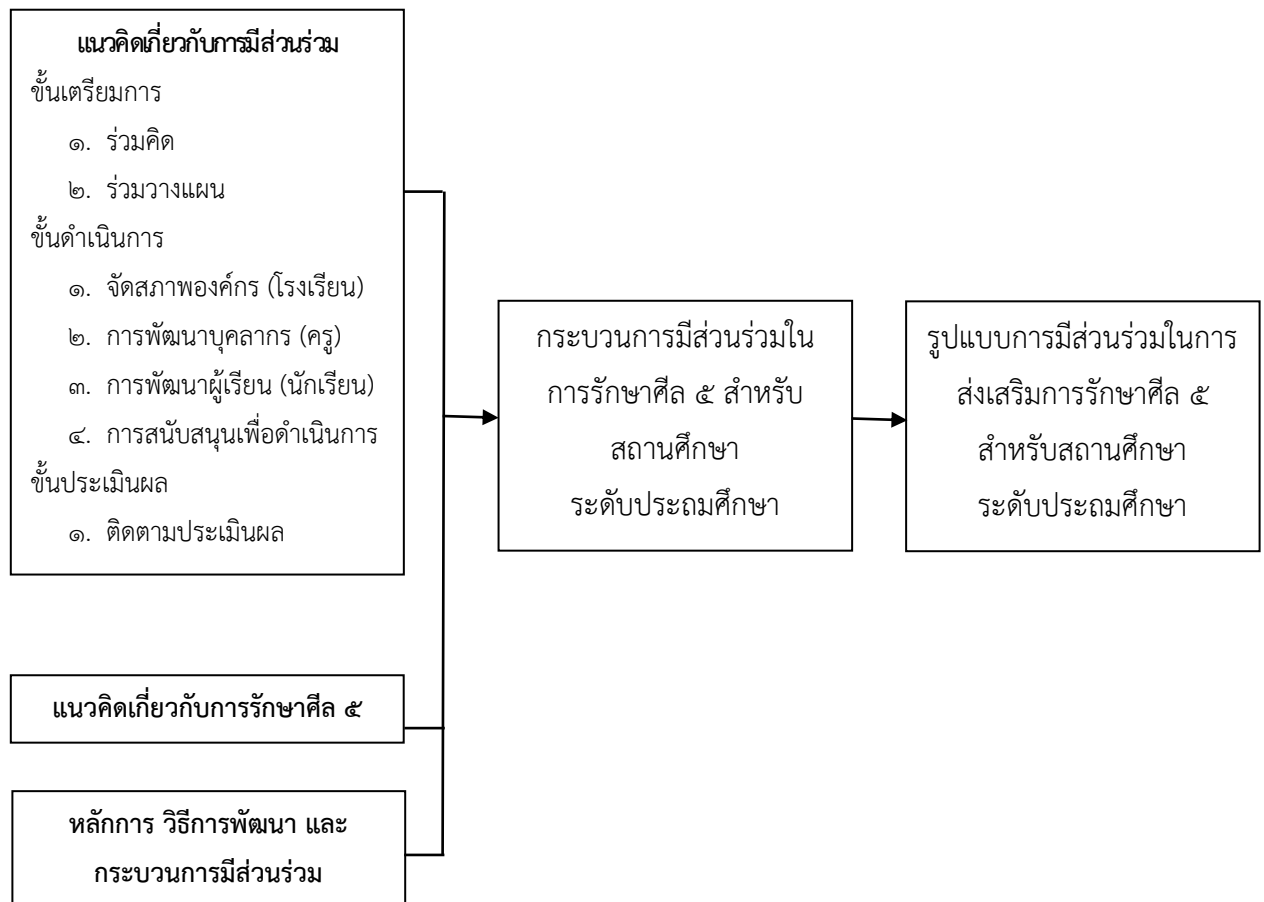 แนวคิดเกี่ยวกับการมีส่วนร่วม
ขั้นเตรียมการ
๑. ร่วมคิด
๒. ร่วมวางแผน
ขั้นดำเนินการ
๑. จัดสภาพองค์กร (โรงเรียน)
๒. การพัฒนาบุคลากร (ครู)
๓. การพัฒนาผู้เรียน (นักเรียน)
๔. การสนับสนุนเพื่อดำเนินการ
ขั้นประเมินผล
๑. ติดตามประเมินผล
แนวคิดเกี่ยวกับการรักษาศีล ๕
หลักการ วิธีการพัฒนา และ
กระบวนการมีส่วนร่วม
กระบวนการมีส่วนร่วมใน
การรักษาศีล ๕ สำหรับ
สถานศึกษา
ระดับประถมศึกษา
รูปแบบการมีส่วนร่วมในการ
ส่งเสริมการรักษาศีล ๕
สำหรับสถานศึกษา
ระดับประถมศึกษา